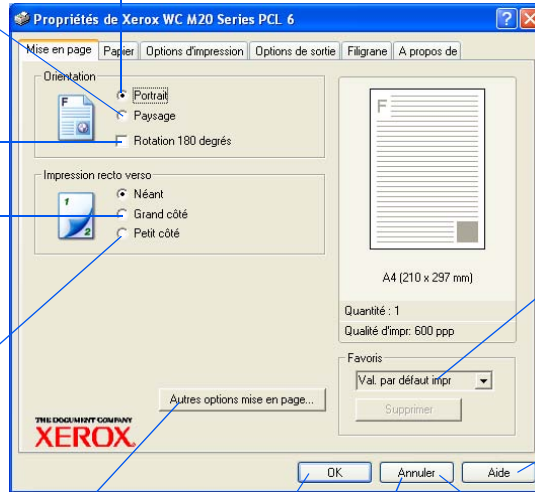 Propriétés de Xerox WC M20 Series PCL 6
Mise en page Papier Options d'impression Options de sortie Filigrane A propos de
Orientation
F
Portrait
Paysage
Rotation 180 degrés
Impression recto verso
1
2
Néant
Grand côté
Petit côté
F
A4 (210 x 297 mm)
Quantité : 1
Qualité d'impr: 600 ppp
Favoris
Val. par défaut impr
Supprimer
Autres options mise en page...
THE DOCUMENT COMPANY
XEROX.
OK Annuler Aide